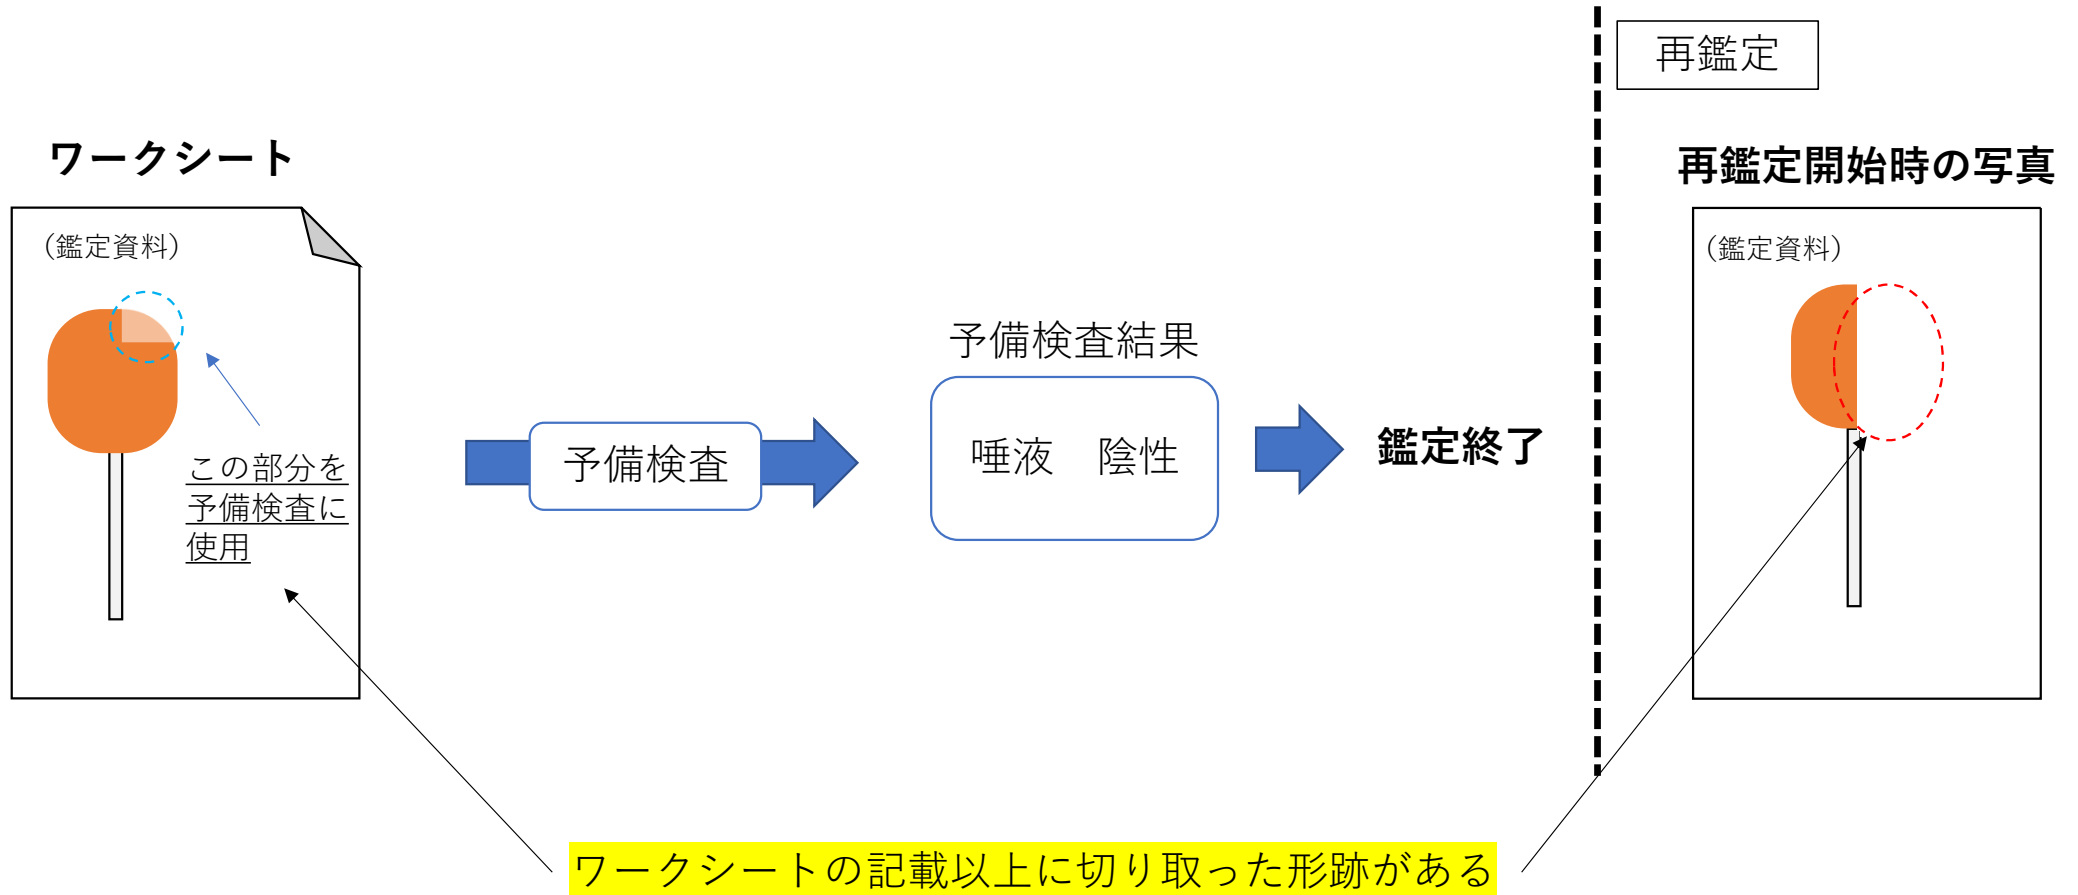 再鑑定
ワークシート
再鑑定開始時の写真
（鑑定資料）
（鑑定資料）
この部分を
予備検査に
使用
予備検査
予備検査結果
唾液　陰性
鑑定終了
ワークシートの記載以上に切り取った形跡がある